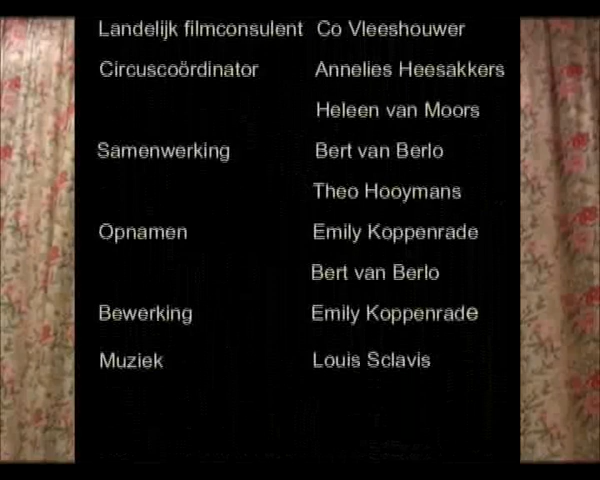 Landelijk filmconsulent Co Vleeshouwer
Circuscoördinator Annelies Heesakkers
Heleen van Moors
Samenwerking Bert van Berlo
Theo Hooymans
Opnamen Emily Koppenrade
Bert van Berlo
Bewerking Emily Koppenrade
Muziek Louis Sclavis